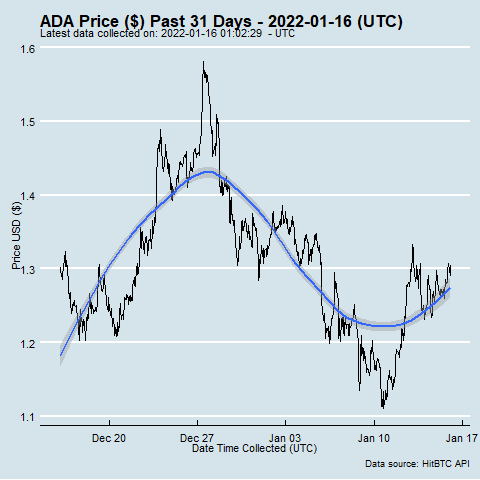 ADA Price ($) Past 31 Days - 2022-01-16 (UTC)
Latest data collected on: 2022-01-16 01:02:29  - UTC
1.6
1.5
1.4
1.3
1.2
1.1
Price USD ($)
Dec 20 Dec 27 Jan 03 Jan 10 Jan 17
Date Time Collected (UTC)
Data source: HitBTC API